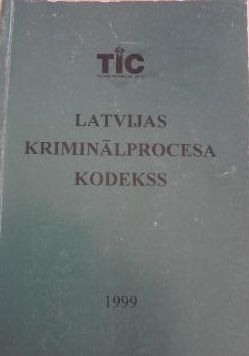 TIC
LATVIJAS
KRIMINĀLPROCESA
KODEKSS
1999